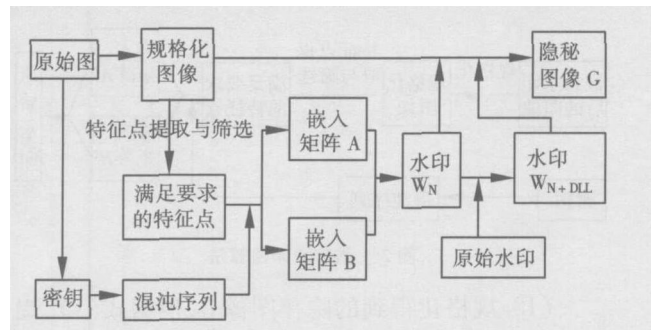 原始图
规格化
图像
隐秘
图像 G
特征点提取与筛选
嵌入
矩阵 A
水印
W_N
水印
W_{N+DLL}
满足要求
的特征点
嵌入
矩阵 B
原始水印
密钥
混沌序列